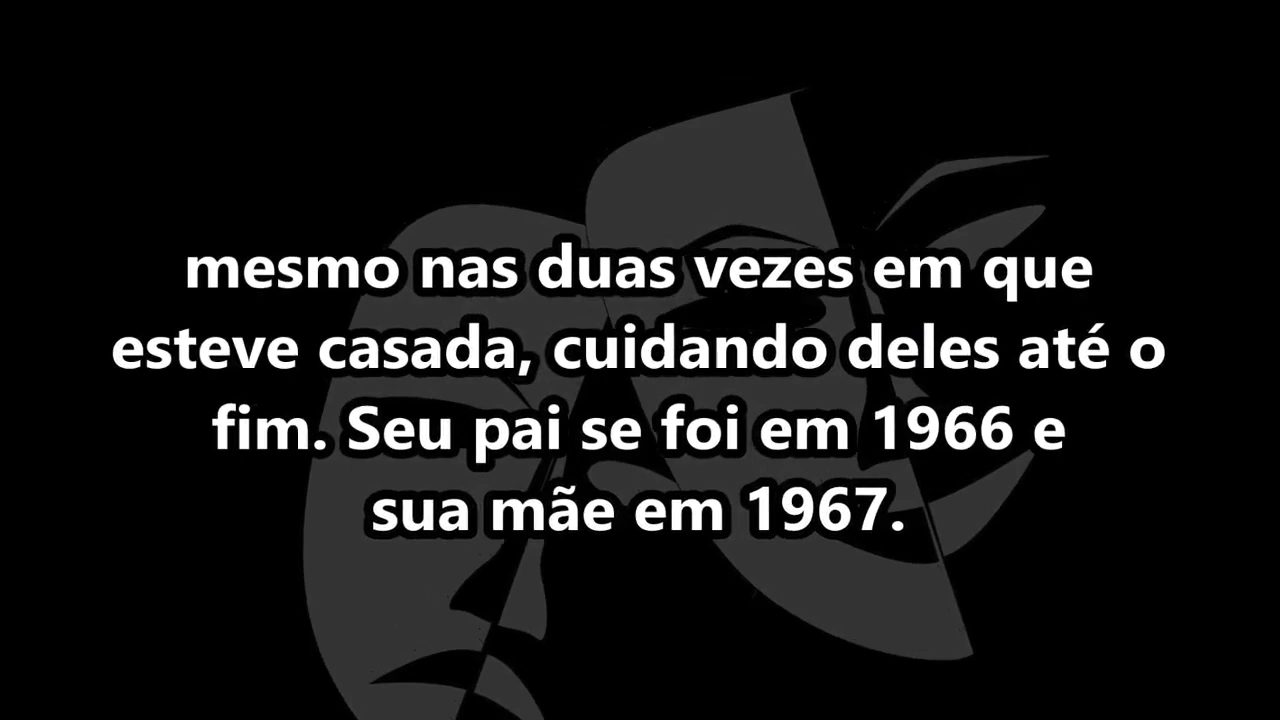 mesmo nas duas vezes em que
esteve casada, cuidando deles até o
fim. Seu pai se foi em 1966 e
sua mãe em 1967.